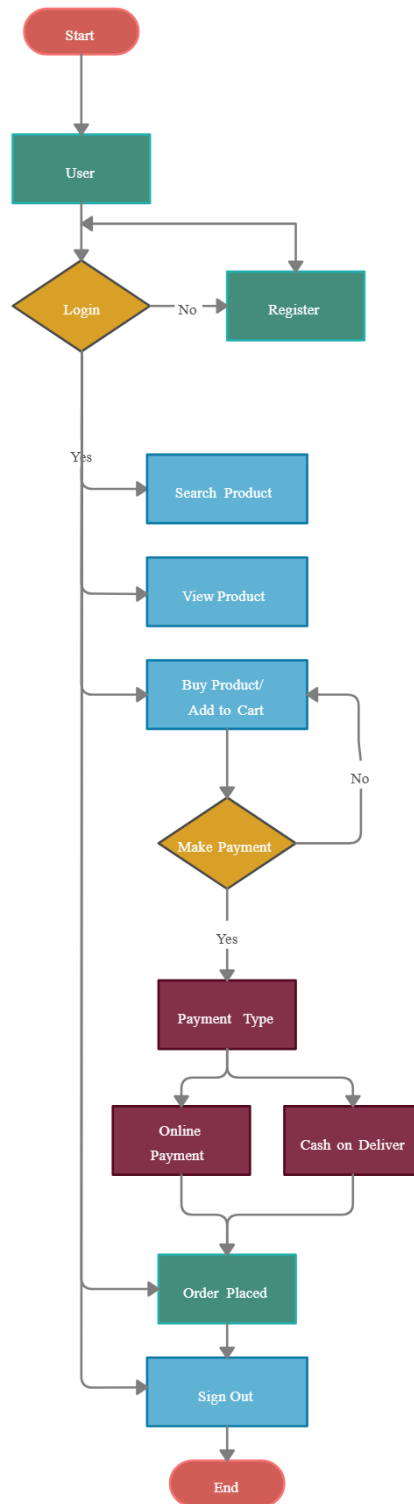 Start
User
Login
No
Register
Yes
Search Product
View Product
Buy Product/
Add to Cart
No
Make Payment
Yes
Payment Type
Online
Payment
Cash on Deliver
Order Placed
Sign Out
End